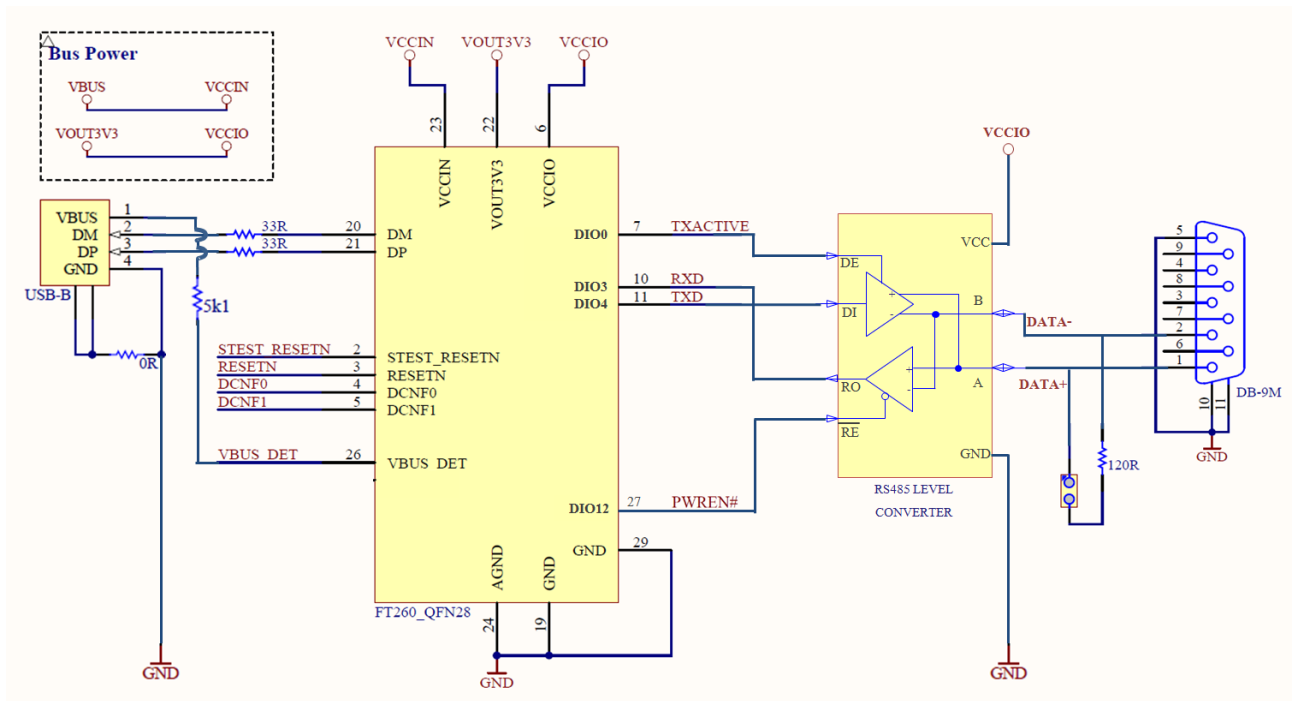 Bus Power
VBUS VCCIN
VOUT3V3 VCCIO
VCCIN VOUT3V3 VCCIO
23 22 6
VCCIN VOUT3V3 VCCIO
VBUS 1
DM 2
DP 3
GND 4
USB-B
33R
33R
5k1
0R
GND
20 DM
21 DP
STEST_RESETN 2 STEST_RESETN
RESETN 3 RESETN
DCNF0 4 DCNF0
DCNF1 5 DCNF1
VBUS_DET 26 VBUS DET
DIO0 7 TXACTIVE
DIO3 10 RXD
DIO4 11 TXD
DIO12 27 PWREN#
GND 29
AGND GND
24 19
FT260_QFN28
GND
VCCIO
VCC
DE
DI
RO
RE
+
-
+
-
B
A
GND
RS485 LEVEL
CONVERTER
GND
DATA-
DATA+
120R
5
9
4
8
3
7
2
6
1
10 11
DB-9M
GND